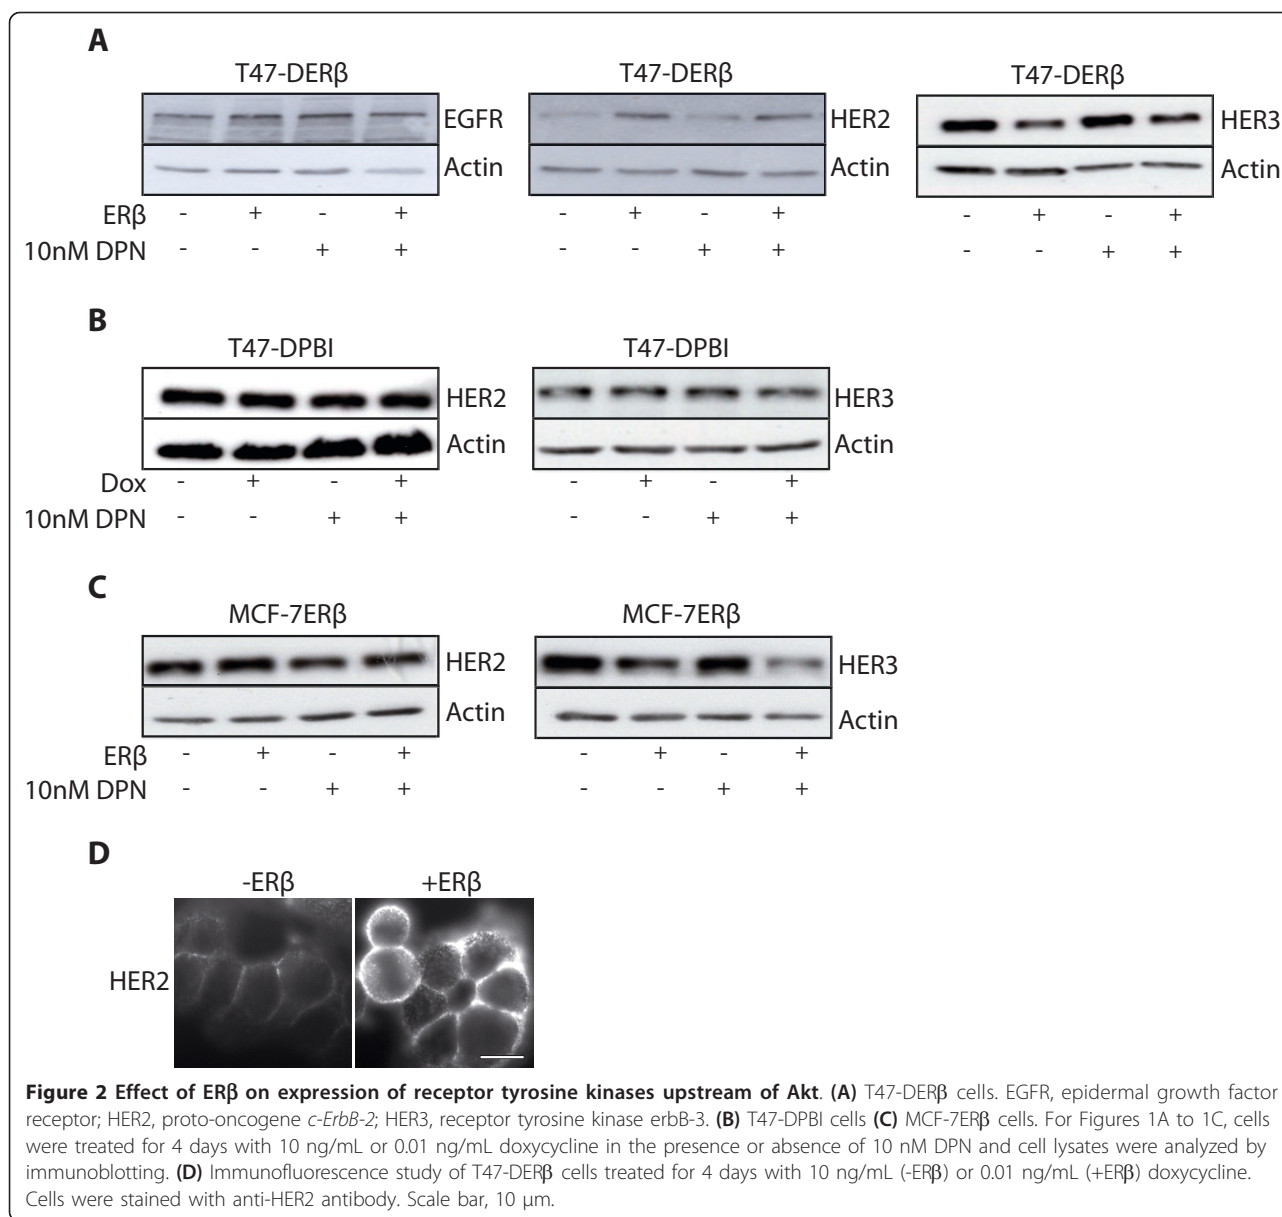 A
T47-DERβ T47-DERβ T47-DERβ
EGFR HER2 HER3
Actin Actin Actin
ERβ - + - + - + - + - + - +
10nM DPN - - + + - - + + - - + +
B
T47-DPBI T47-DPBI
HER2 HER3
Actin Actin
Dox - + - + - + - +
10nM DPN - - + + - - + +
C
MCF-7ERβ MCF-7ERβ
HER2 HER3
Actin Actin
ERβ - + - + - + - +
10nM DPN - - + + - - + +
D
-ERβ +ERβ
HER2
Figure 2 Effect of ERβ on expression of receptor tyrosine kinases upstream of Akt. (A) T47-DERβ cells. EGFR, epidermal growth factor
receptor; HER2, proto-oncogene c-ErbB-2; HER3, receptor tyrosine kinase erbB-3. (B) T47-DPBI cells (C) MCF-7ERβ cells. For Figures 1A to 1C, cells
were treated for 4 days with 10 ng/mL or 0.01 ng/mL doxycycline in the presence or absence of 10 nM DPN and cell lysates were analyzed by
immunoblotting. (D) Immunofluorescence study of T47-DERβ cells treated for 4 days with 10 ng/mL (-ERβ) or 0.01 ng/mL (+ERβ) doxycycline.
Cells were stained with anti-HER2 antibody. Scale bar, 10 μm.